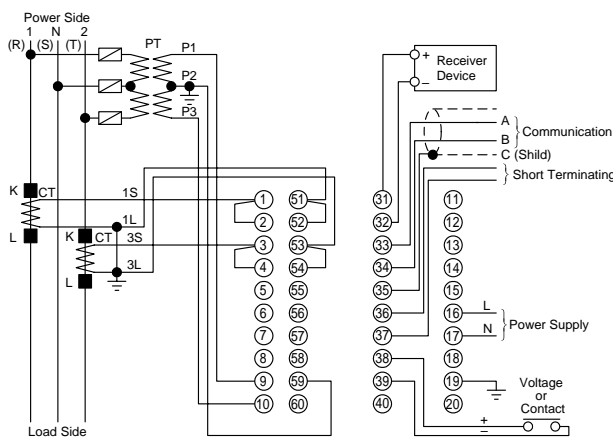 Power Side
1 N 2
(R) (S) (T)
PT
P1
P2
P3
K
CT
1S
1L
L
K
CT
3S
3L
L
Load Side
1 51
2 52
3 53
4 54
5 55
6 56
7 57
8 58
9 59
10 60
31 11
32 12
33 13
34 14
35 15
36 16
37 17
38 18
39 19
40 20
+
−
Receiver
Device
A
B
Communication
C (Shild)
Short Terminating
L
N
Power Supply
Voltage
or
Contact
+
−